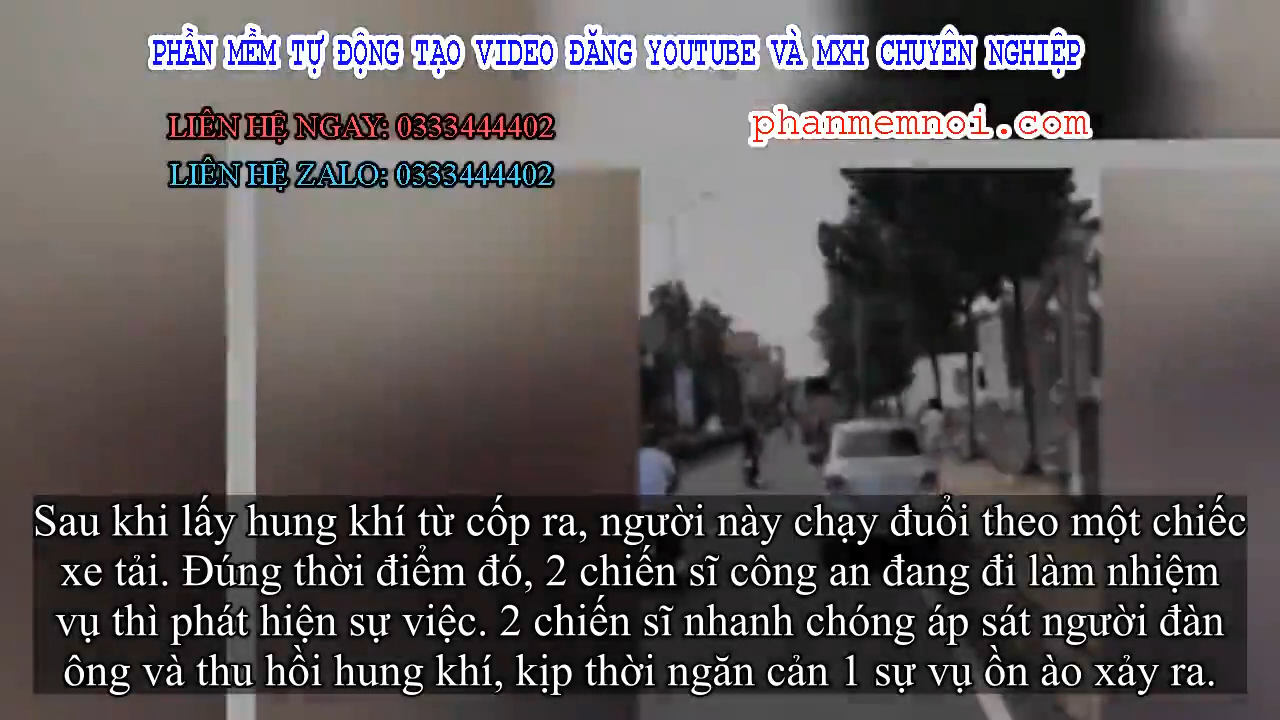 PHẦN MỀM TỰ ĐỘNG TẠO VIDEO ĐĂNG YOUTUBE VÀ MXH CHUYÊN NGHIỆP
LIÊN HỆ NGAY: 0333444402
phanmemnoi.com
LIÊN HỆ ZALO: 0333444402
Sau khi lấy hung khí từ cốp ra, người này chạy đuổi theo một chiếc
xe tải. Đúng thời điểm đó, 2 chiến sĩ công an đang đi làm nhiệm
vụ thì phát hiện sự việc. 2 chiến sĩ nhanh chóng áp sát người đàn
ông và thu hồi hung khí, kịp thời ngăn cản 1 sự vụ ồn ào xảy ra.